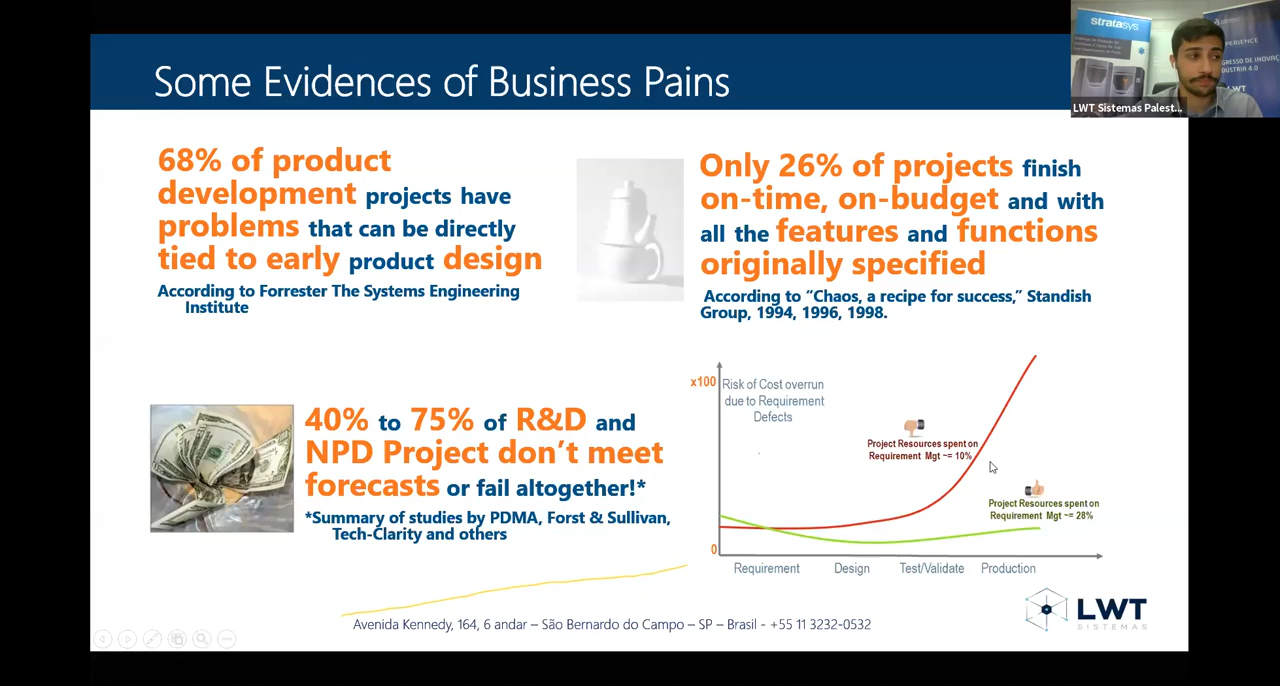 Some Evidences of Business Pains
68% of product
development projects have
problems that can be directly
tied to early product design
According to Forrester The Systems Engineering
Institute
Only 26% of projects finish
on-time, on-budget and with
all the features and functions
originally specified
According to “Chaos, a recipe for success,” Standish
Group, 1994, 1996, 1998.
40% to 75% of R&D and
NPD Project don’t meet
forecasts or fail altogether!*
*Summary of studies by PDMA, Forst & Sullivan,
Tech-Clarity and others
x100
Risk of Cost overrun
due to Requirement
Defects
Project Resources spent on
Requirement Mgt ~= 10%
Project Resources spent on
Requirement Mgt ~= 28%
0
Requirement Design Test/Validate Production
LWT
SISTEMAS
Avenida Kennedy, 164, 6 andar – São Bernardo do Campo – SP – Brasil - +55 11 3232-0532
stratasys
LWT
LWT Sistemas Palest...